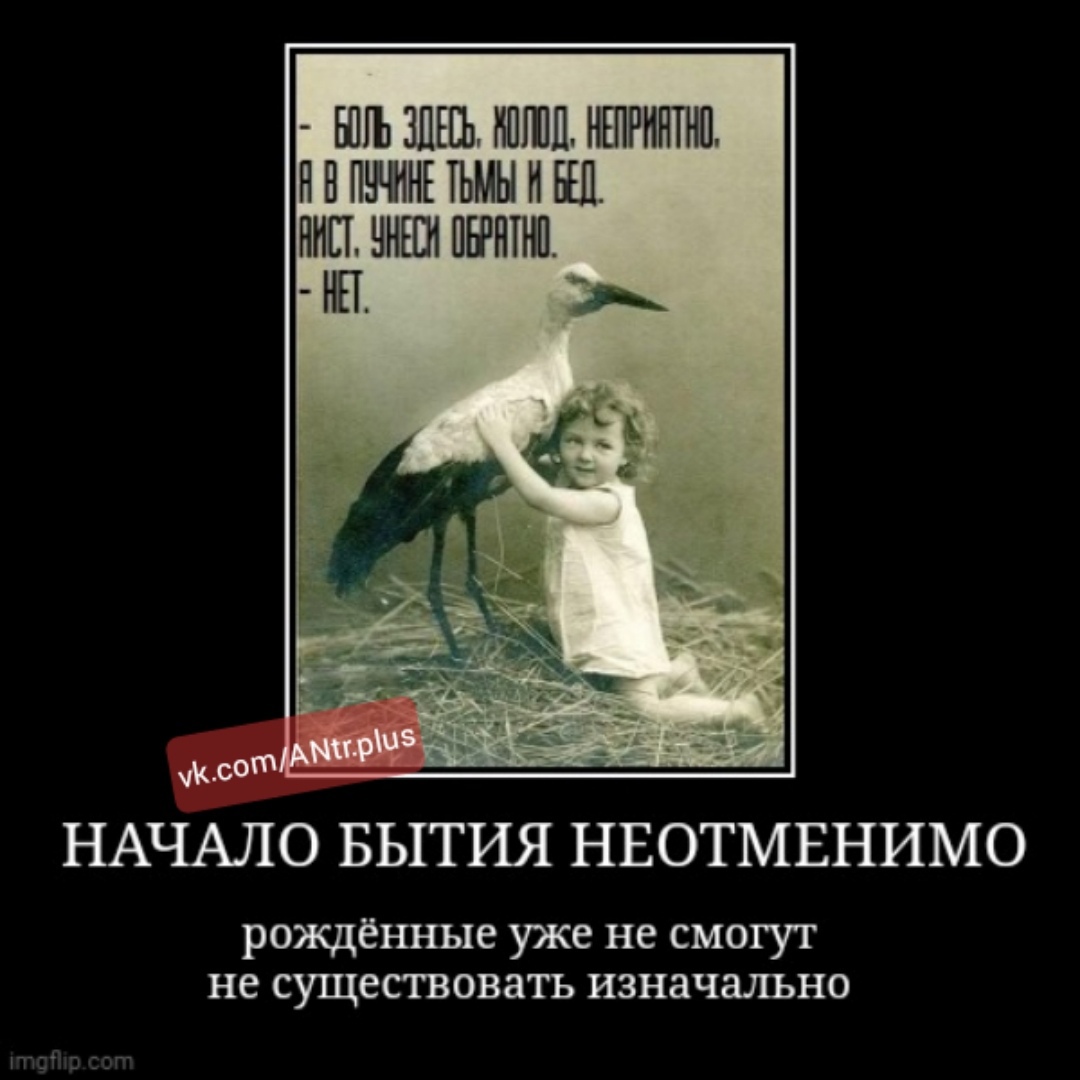 - БОЛЬ ЗДЕСЬ, ХОЛОД, НЕПРИЯТНО,
Я В ПУЧИНЕ ТЬМЫ И БЕД.
АИСТ, УНЕСИ ОБРАТНО.
- НЕТ.
vk.com/ANtr.plus
НАЧАЛО БЫТИЯ НЕОТМЕНИМО
рождённые уже не смогут
не существовать изначально
imgflip.com